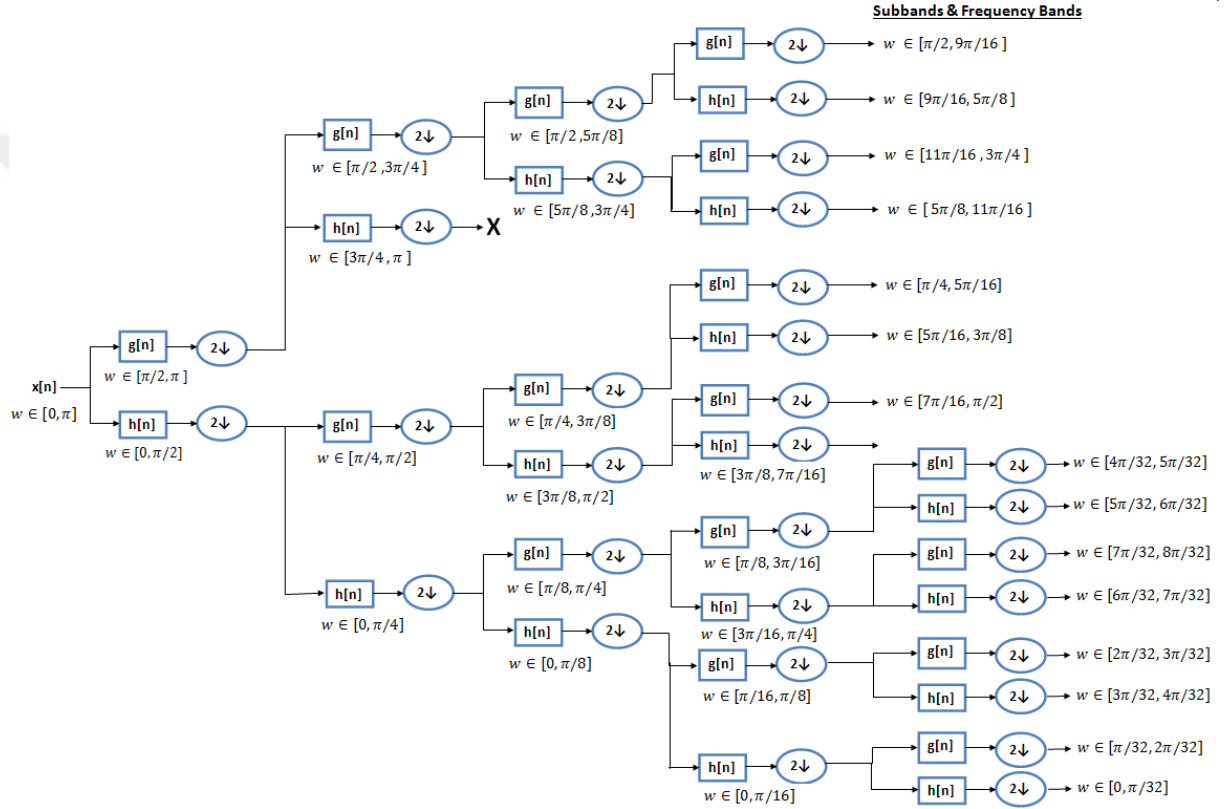 Subbands & Frequency Bands
g[n] 2↓ w ∈ [π/2, 9π/16 ]
h[n] 2↓ w ∈ [9π/16, 5π/8 ]
g[n] 2↓
w ∈ [π/2 ,5π/8]
g[n] 2↓
w ∈ [π/2 ,3π/4 ]
g[n] 2↓ w ∈ [11π/16 ,3π/4 ]
h[n] 2↓
w ∈ [5π/8 ,3π/4]
h[n] 2↓ w ∈ [ 5π/8, 11π/16 ]
h[n] 2↓ X
w ∈ [3π/4 ,π ]
g[n] 2↓ w ∈ [π/4, 5π/16]
h[n] 2↓ w ∈ [5π/16, 3π/8]
g[n] 2↓
w ∈ [π/2,π ]
x[n]
w ∈ [0,π]
h[n] 2↓
w ∈ [0,π/2]
g[n] 2↓
w ∈ [π/4,π/2]
g[n] 2↓
w ∈ [π/4, 3π/8]
g[n] 2↓ w ∈ [7π/16, π/2]
h[n] 2↓
w ∈ [3π/8,π/2]
h[n] 2↓
w ∈ [3π/8,7π/16]
g[n] 2↓ w ∈ [4π/32, 5π/32]
h[n] 2↓ w ∈ [5π/32, 6π/32]
g[n] 2↓
w ∈ [π/8, 3π/16]
g[n] 2↓
w ∈ [π/8,π/4]
g[n] 2↓ w ∈ [7π/32, 8π/32]
h[n] 2↓ w ∈ [6π/32, 7π/32]
h[n] 2↓
w ∈ [3π/16,π/4]
h[n] 2↓
w ∈ [0,π/4]
h[n] 2↓
w ∈ [0,π/8]
g[n] 2↓
w ∈ [π/16,π/8]
g[n] 2↓ w ∈ [2π/32, 3π/32]
h[n] 2↓ w ∈ [3π/32, 4π/32]
h[n] 2↓
w ∈ [0,π/16]
g[n] 2↓ w ∈ [π/32, 2π/32]
h[n] 2↓ w ∈ [0, π/32]